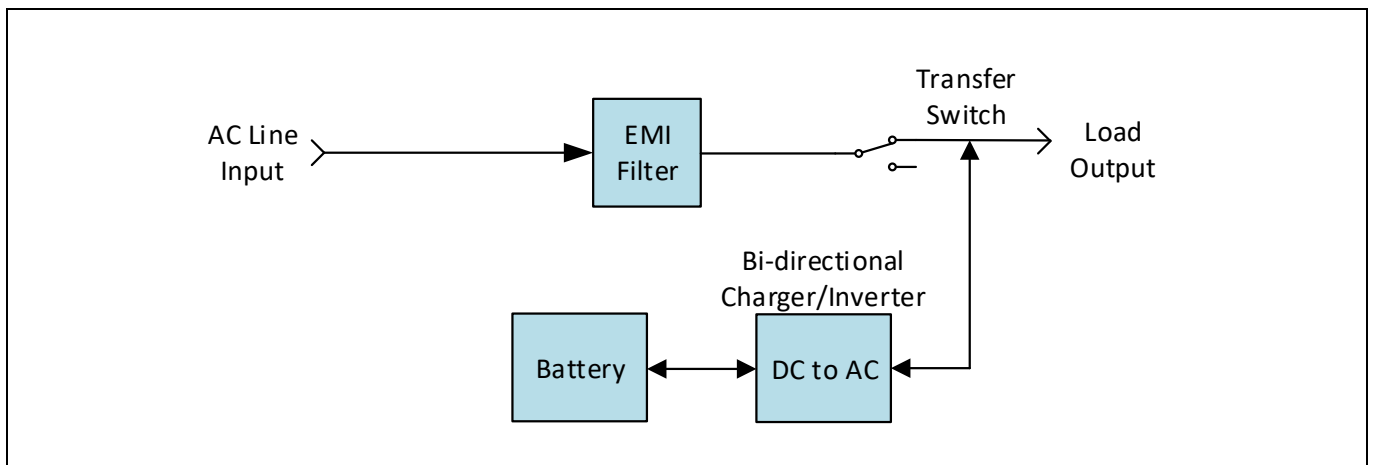 AC Line
Input
EMI
Filter
Transfer
Switch
Load
Output
Bi-directional
Charger/Inverter
Battery
DC to AC